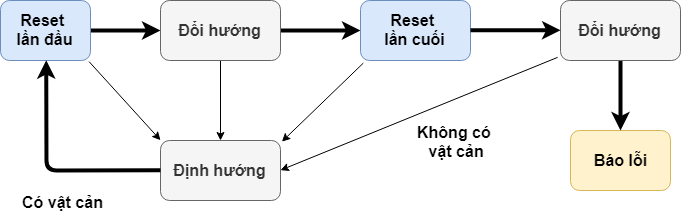 Reset
lần đầu
Đổi hướng
Reset
lần cuối
Đổi hướng
Không có
vật cản
Định hướng
Báo lỗi
Có vật cản